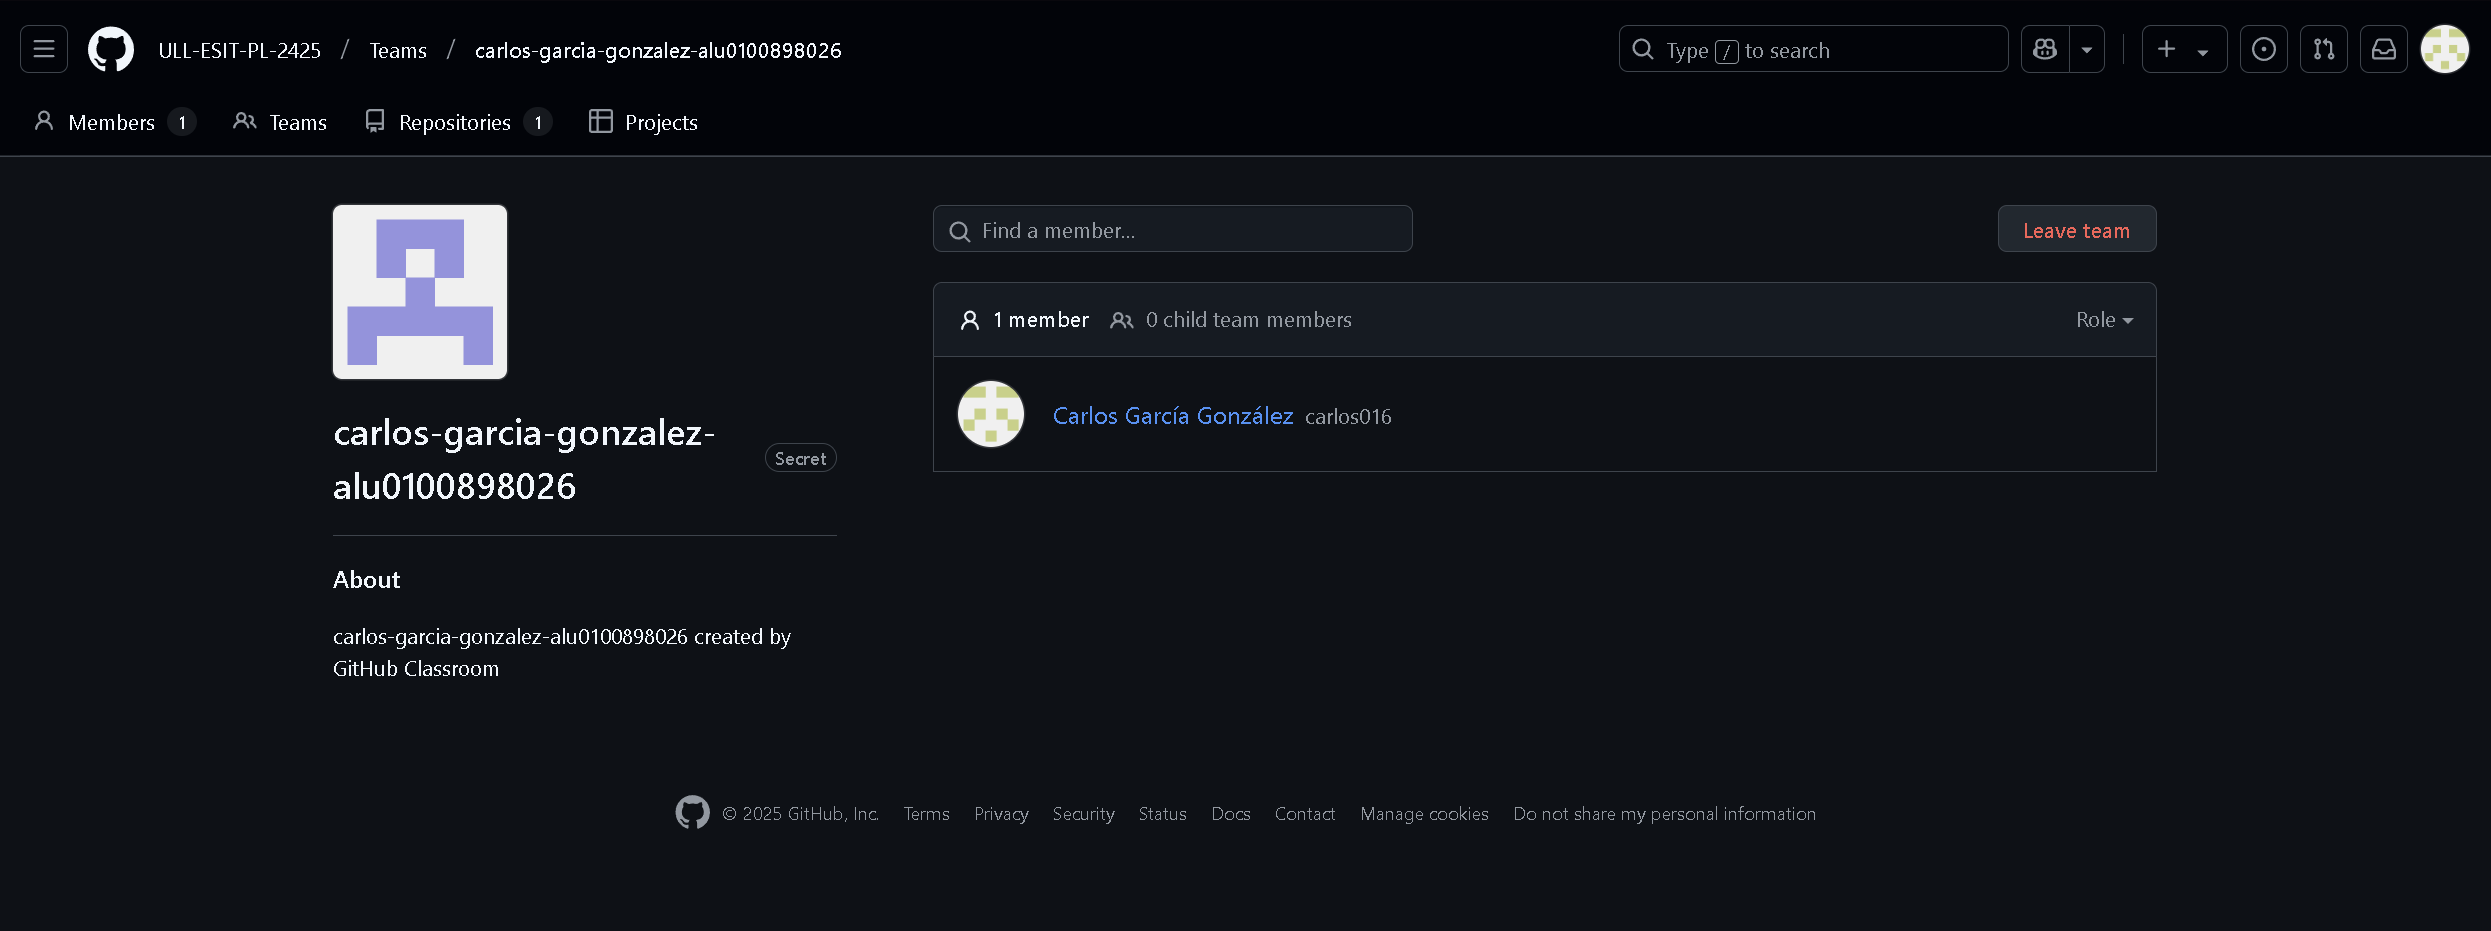 ULL-ESIT-PL-2425 / Teams / carlos-garcia-gonzalez-alu0100898026
Type / to search
Members 1 Teams Repositories 1 Projects
Find a member...
Leave team
1 member 0 child team members Role
Carlos García González carlos016
carlos-garcia-gonzalez-
alu0100898026
Secret
About
carlos-garcia-gonzalez-alu0100898026 created by
GitHub Classroom
© 2025 GitHub, Inc. Terms Privacy Security Status Docs Contact Manage cookies Do not share my personal information